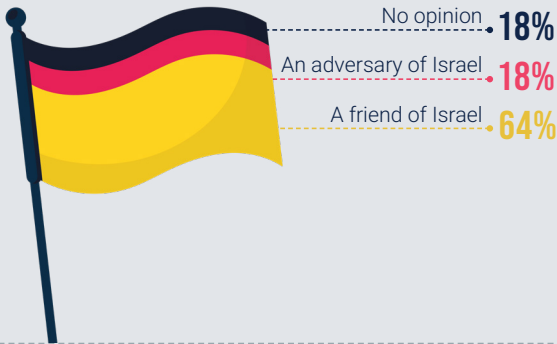 No opinion 18%
An adversary of Israel 18%
A friend of Israel 64%